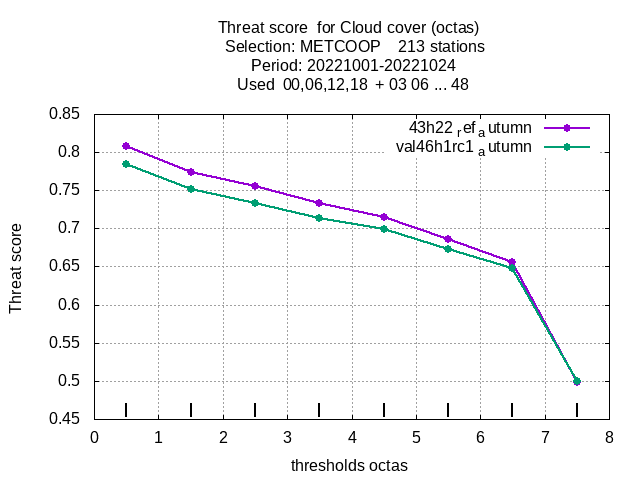 Threat score  for Cloud cover (octas)
Selection: METCOOP    213 stations
Period: 20221001-20221024
Used  00,06,12,18  + 03 06 ... 48
43h22 ref autumn
val46h1rc1 autumn
0.85
0.8
0.75
0.7
0.65
0.6
0.55
0.5
0.45
Threat score
0 1 2 3 4 5 6 7 8
thresholds octas